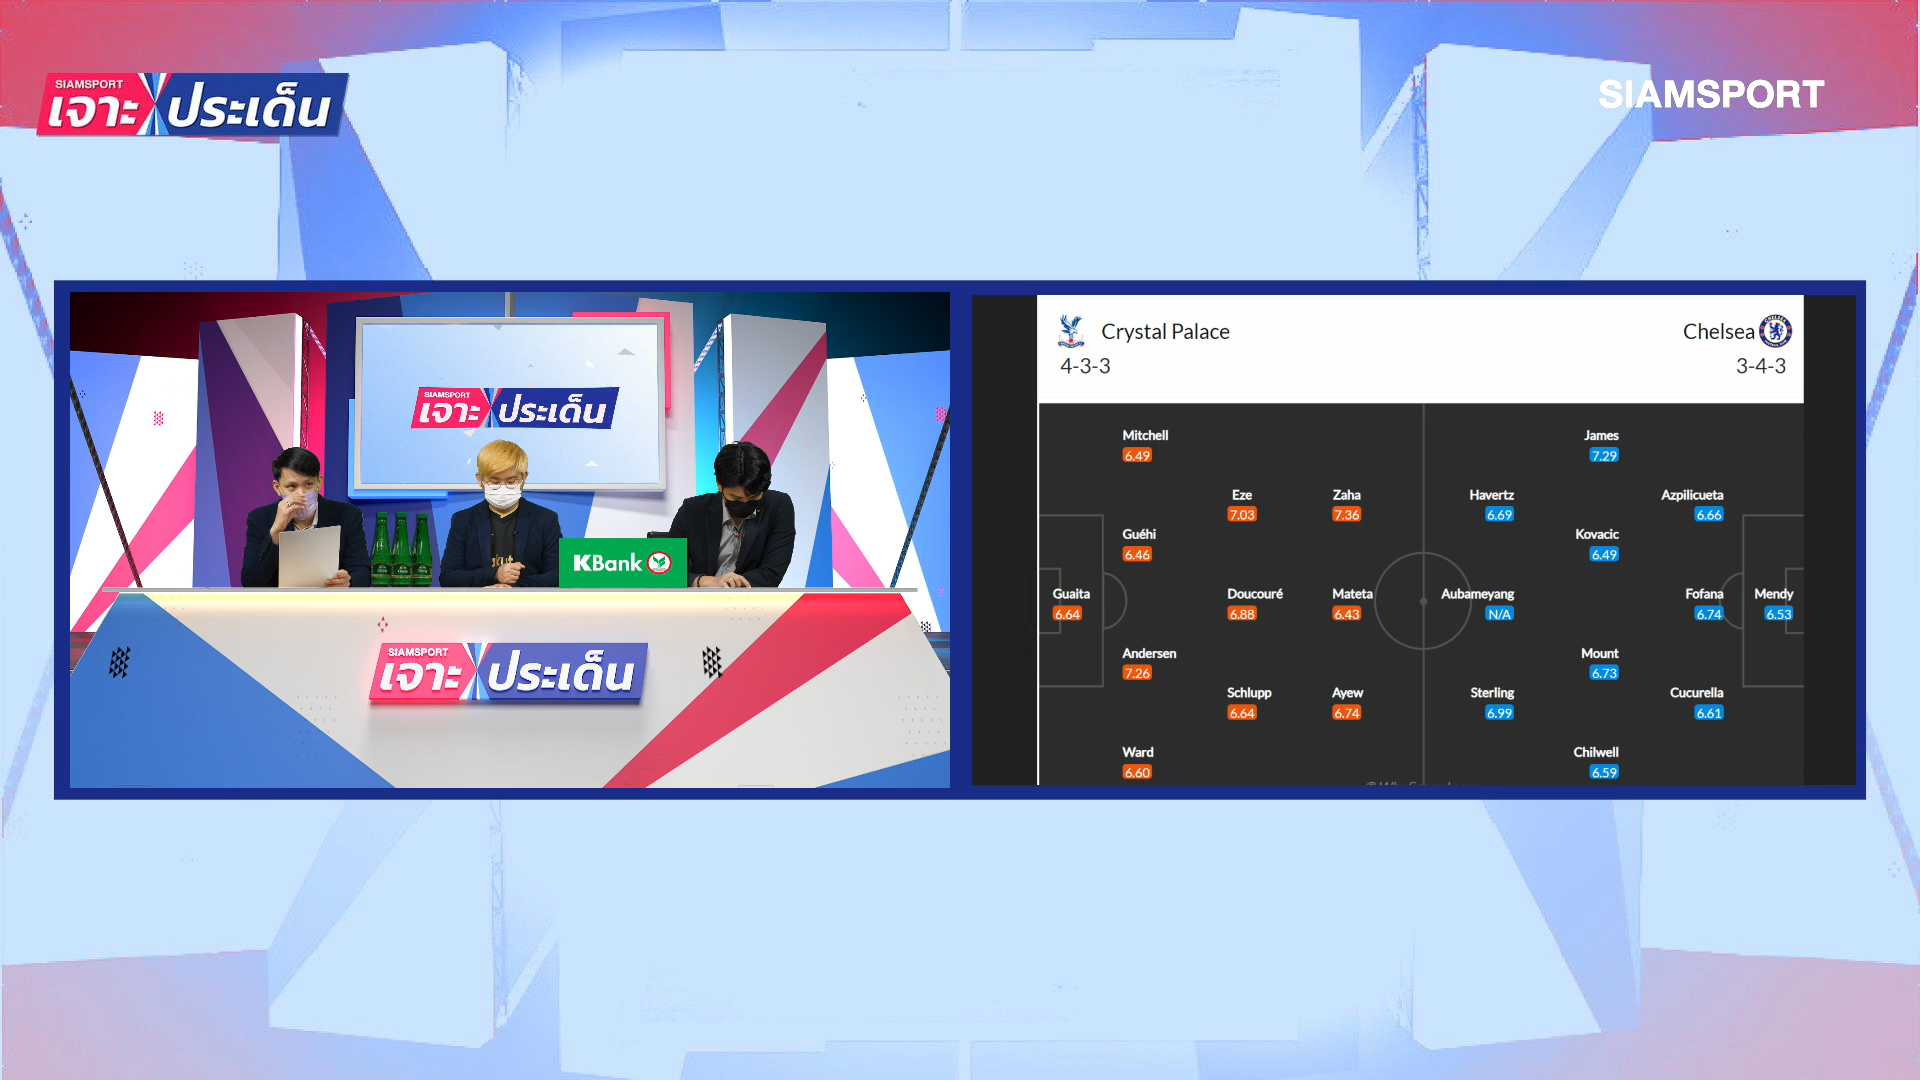 SIAMSPORT
เจาะ ประเด็น
SIAMSPORT
SIAMSPORT
เจาะ ประเด็น
KBank
SIAMSPORT
เจาะ ประเด็น
Crystal Palace
4-3-3
Chelsea
3-4-3
Mitchell
6.49
Eze
7.03
Zaha
7.36
Guéhi
6.46
Guaita
6.64
Doucouré
6.88
Mateta
6.43
Andersen
7.26
Schlupp
6.64
Ayew
6.74
Ward
6.60
James
7.29
Havertz
6.69
Azpilicueta
6.66
Kovacic
6.49
Aubameyang
N/A
Fofana
6.74
Mendy
6.53
Mount
6.73
Sterling
6.99
Cucurella
6.61
Chilwell
6.59